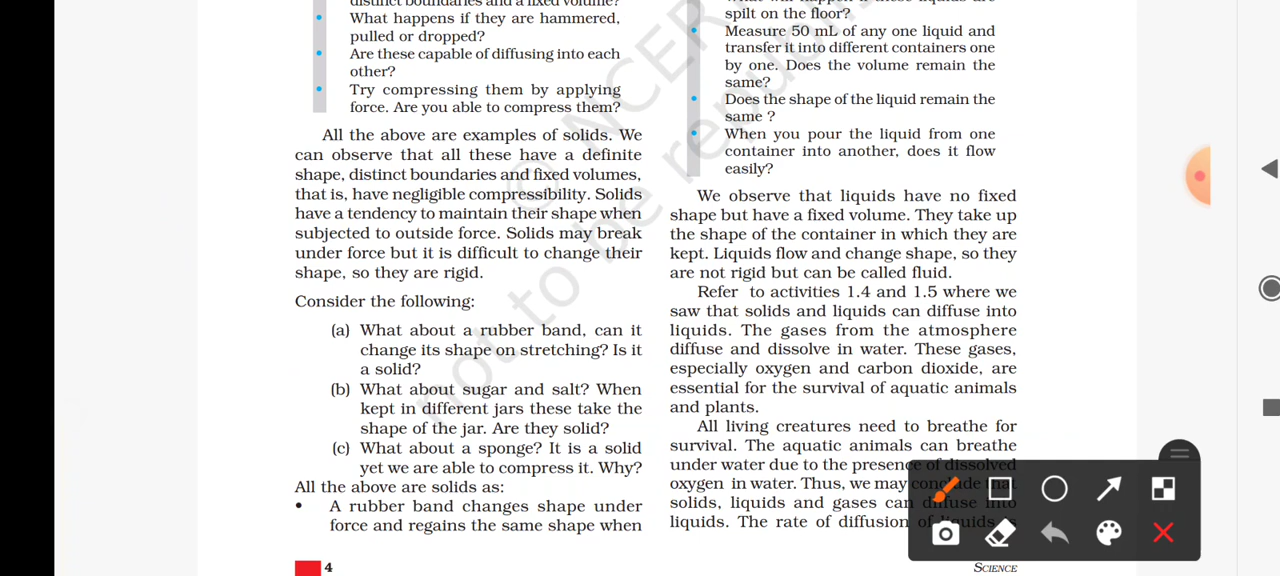 distinct boundaries and a fixed volume?
• What happens if they are hammered,
pulled or dropped?
• Are these capable of diffusing into each
other?
• Try compressing them by applying
force. Are you able to compress them?
All the above are examples of solids. We
can observe that all these have a definite
shape, distinct boundaries and fixed volumes,
that is, have negligible compressibility. Solids
have a tendency to maintain their shape when
subjected to outside force. Solids may break
under force but it is difficult to change their
shape, so they are rigid.
Consider the following:
(a) What about a rubber band, can it
change its shape on stretching? Is it
a solid?
(b) What about sugar and salt? When
kept in different jars these take the
shape of the jar. Are they solid?
(c) What about a sponge? It is a solid
yet we are able to compress it. Why?
All the above are solids as:
• A rubber band changes shape under
force and regains the same shape when
4
spilt on the floor?
• Measure 50 mL of any one liquid and
transfer it into different containers one
by one. Does the volume remain the
same?
• Does the shape of the liquid remain the
same ?
• When you pour the liquid from one
container into another, does it flow
easily?
We observe that liquids have no fixed
shape but have a fixed volume. They take up
the shape of the container in which they are
kept. Liquids flow and change shape, so they
are not rigid but can be called fluid.
Refer to activities 1.4 and 1.5 where we
saw that solids and liquids can diffuse into
liquids. The gases from the atmosphere
diffuse and dissolve in water. These gases,
especially oxygen and carbon dioxide, are
essential for the survival of aquatic animals
and plants.
All living creatures need to breathe for
survival. The aquatic animals can breathe
under water due to the presence of dissolved
oxygen in water. Thus, we may conclude that
solids, liquids and gases can diffuse into
liquids. The rate of diffusion of liquids is
SCIENCE
© NCER
not to be republi